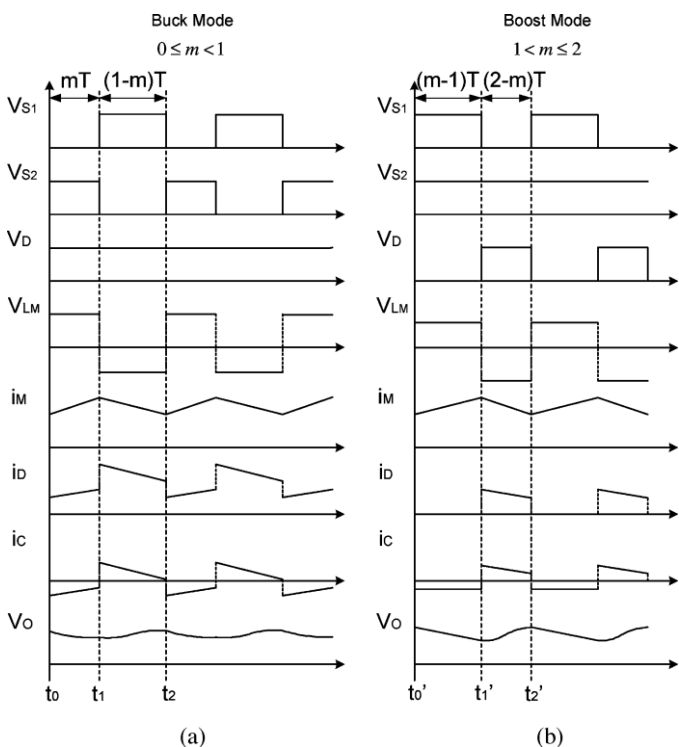 Buck Mode
0 ≤ m < 1
mT (1-m)T
VS1
VS2
VD
VLM
iM
iD
iC
VO
t0 t1 t2
(a)
Boost Mode
1 < m ≤ 2
(m-1)T (2-m)T
VS1
VS2
VD
VLM
iM
iD
iC
VO
t0' t1' t2'
(b)